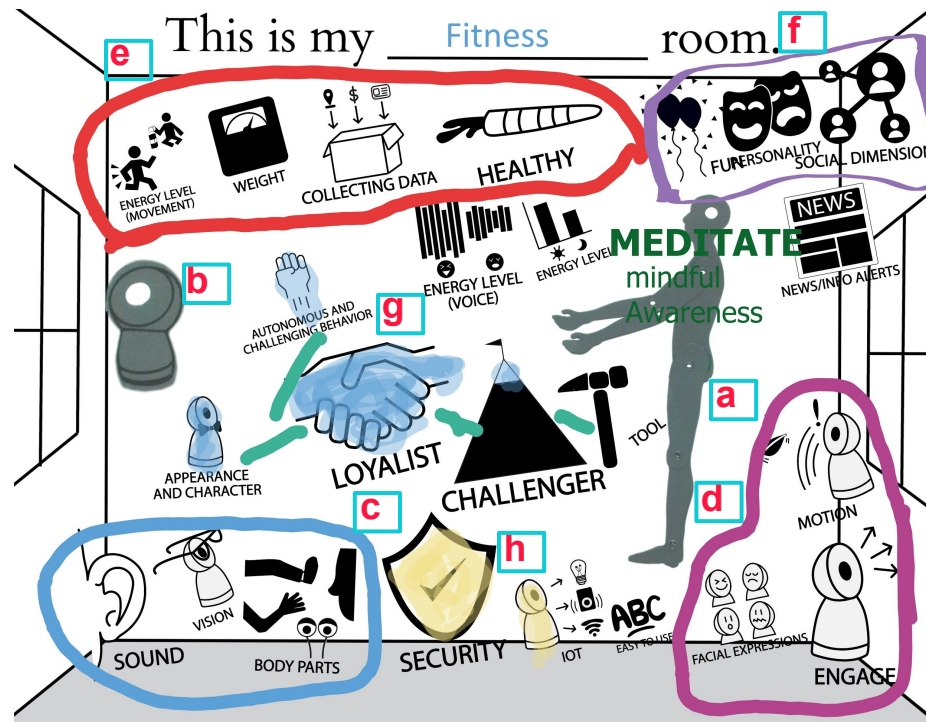 This is my Fitness room.
e
f
$
ENERGY LEVEL
(MOVEMENT)
WEIGHT
COLLECTING DATA
HEALTHY
FUN
PERSONALITY
SOCIAL DIMENSION
b
AUTONOMOUS AND
CHALLENGING BEHAVIOR
ENERGY LEVEL
(VOICE)
ENERGY LEVEL
MEDITATE
mindful
Awareness
NEWS
NEWS/INFO ALERTS
g
a
APPEARANCE
AND CHARACTER
LOYALIST
CHALLENGER
TOOL
c
d
!
MOTION
h
SOUND
VISION
BODY PARTS
SECURITY
IOT
ABC
EASY TO USE
FACIAL EXPRESSIONS
ENGAGE